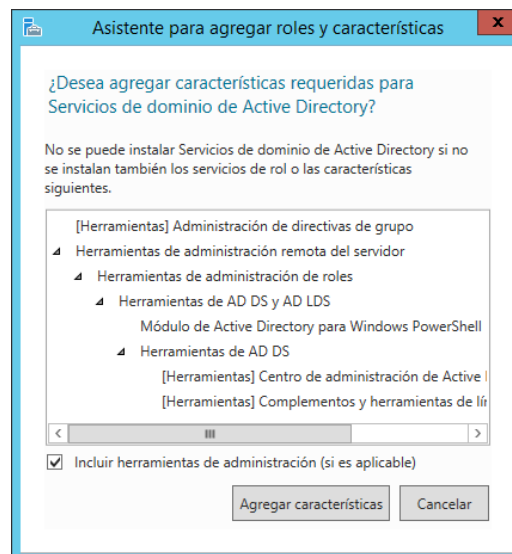 Asistente para agregar roles y características
x
¿Desea agregar características requeridas para
Servicios de dominio de Active Directory?
No se puede instalar Servicios de dominio de Active Directory si no
se instalan también los servicios de rol o las características
siguientes.
[Herramientas] Administración de directivas de grupo
Herramientas de administración remota del servidor
Herramientas de administración de roles
Herramientas de AD DS y AD LDS
Módulo de Active Directory para Windows PowerShell
Herramientas de AD DS
[Herramientas] Centro de administración de Active
[Herramientas] Complementos y herramientas de
Incluir herramientas de administración (si es aplicable)
Agregar características Cancelar